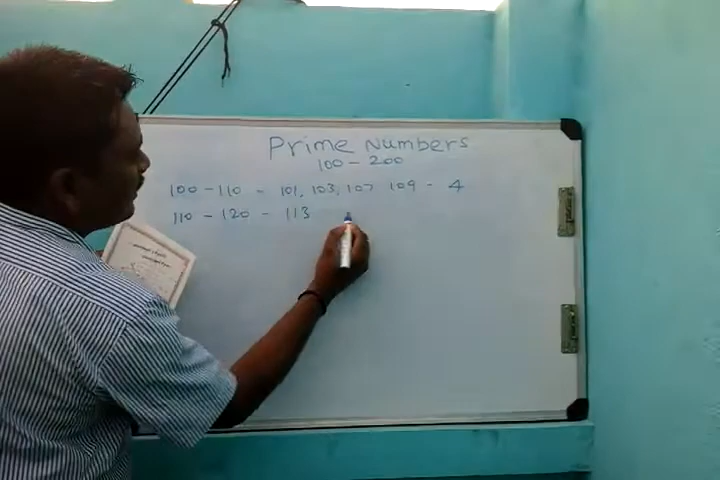 Prime Numbers
100 - 200
100 - 110 - 101, 103, 107 109 - 4
110 - 120 - 113